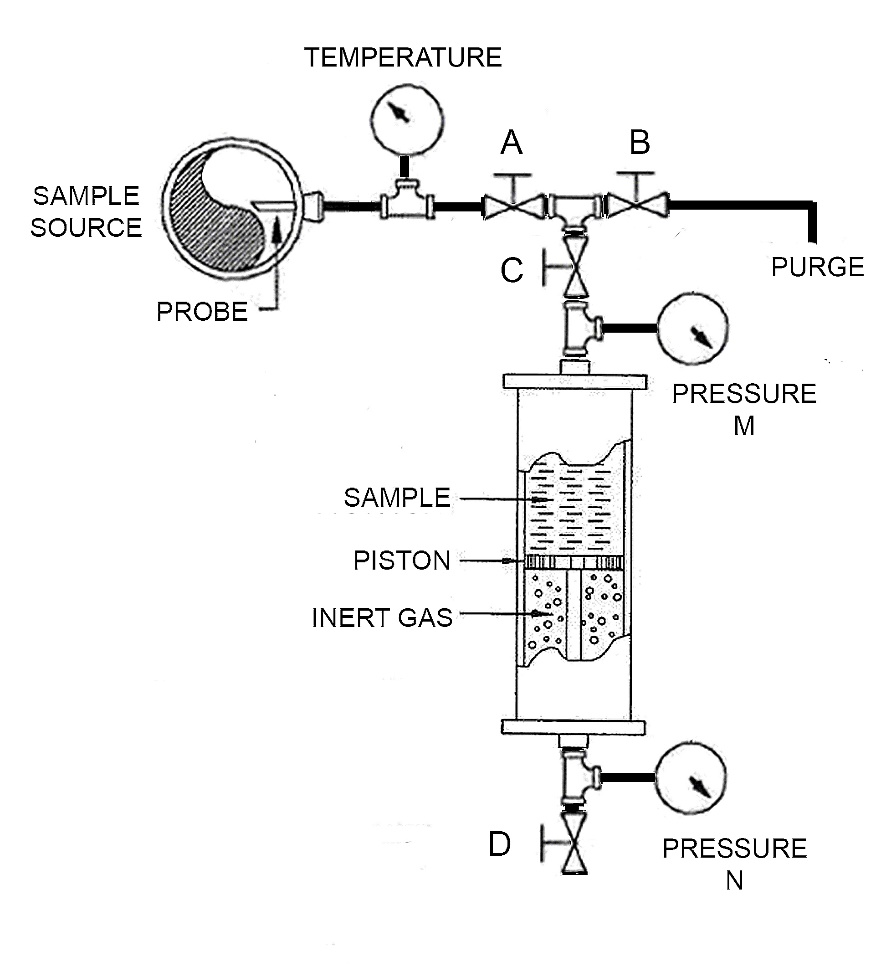 TEMPERATURE
A
B
SAMPLE
SOURCE
PURGE
C
PROBE
PRESSURE
M
SAMPLE
PISTON
INERT GAS
D
PRESSURE
N